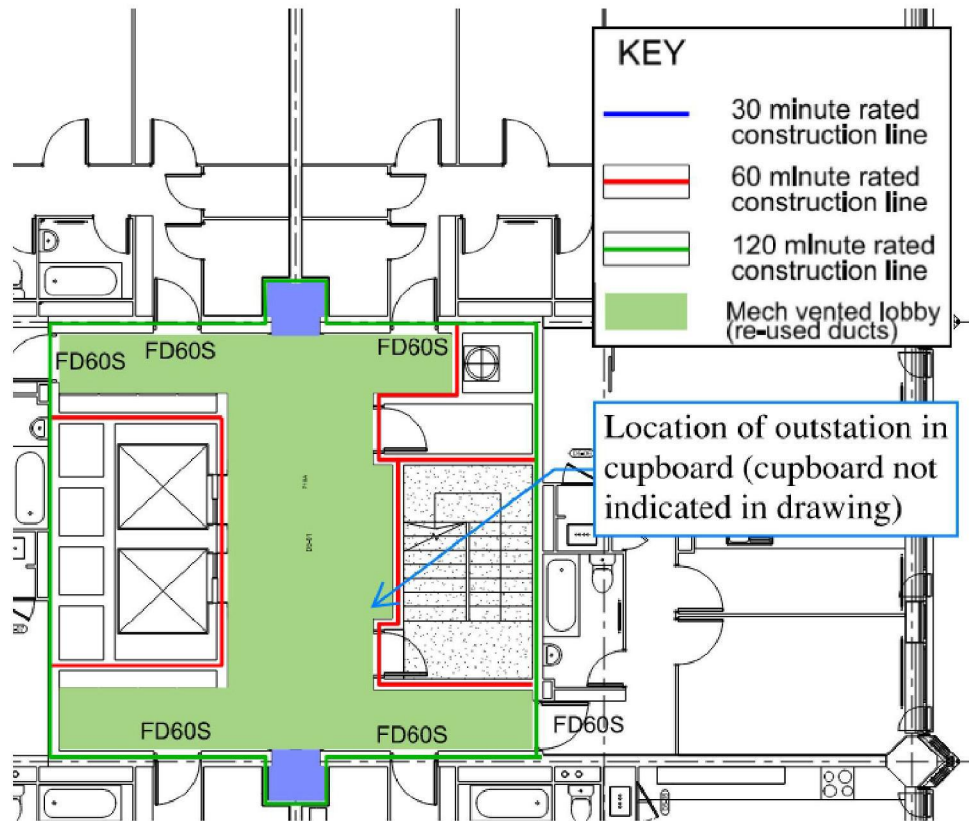 KEY
30 minute rated
construction line
60 minute rated
construction line
120 minute rated
construction line
Mech vented lobby
(re-used ducts)
FD60S
FD60S
FD60S
Location of outstation in
cupboard (cupboard not
indicated in drawing)
FD60S
FD60S
FD60S